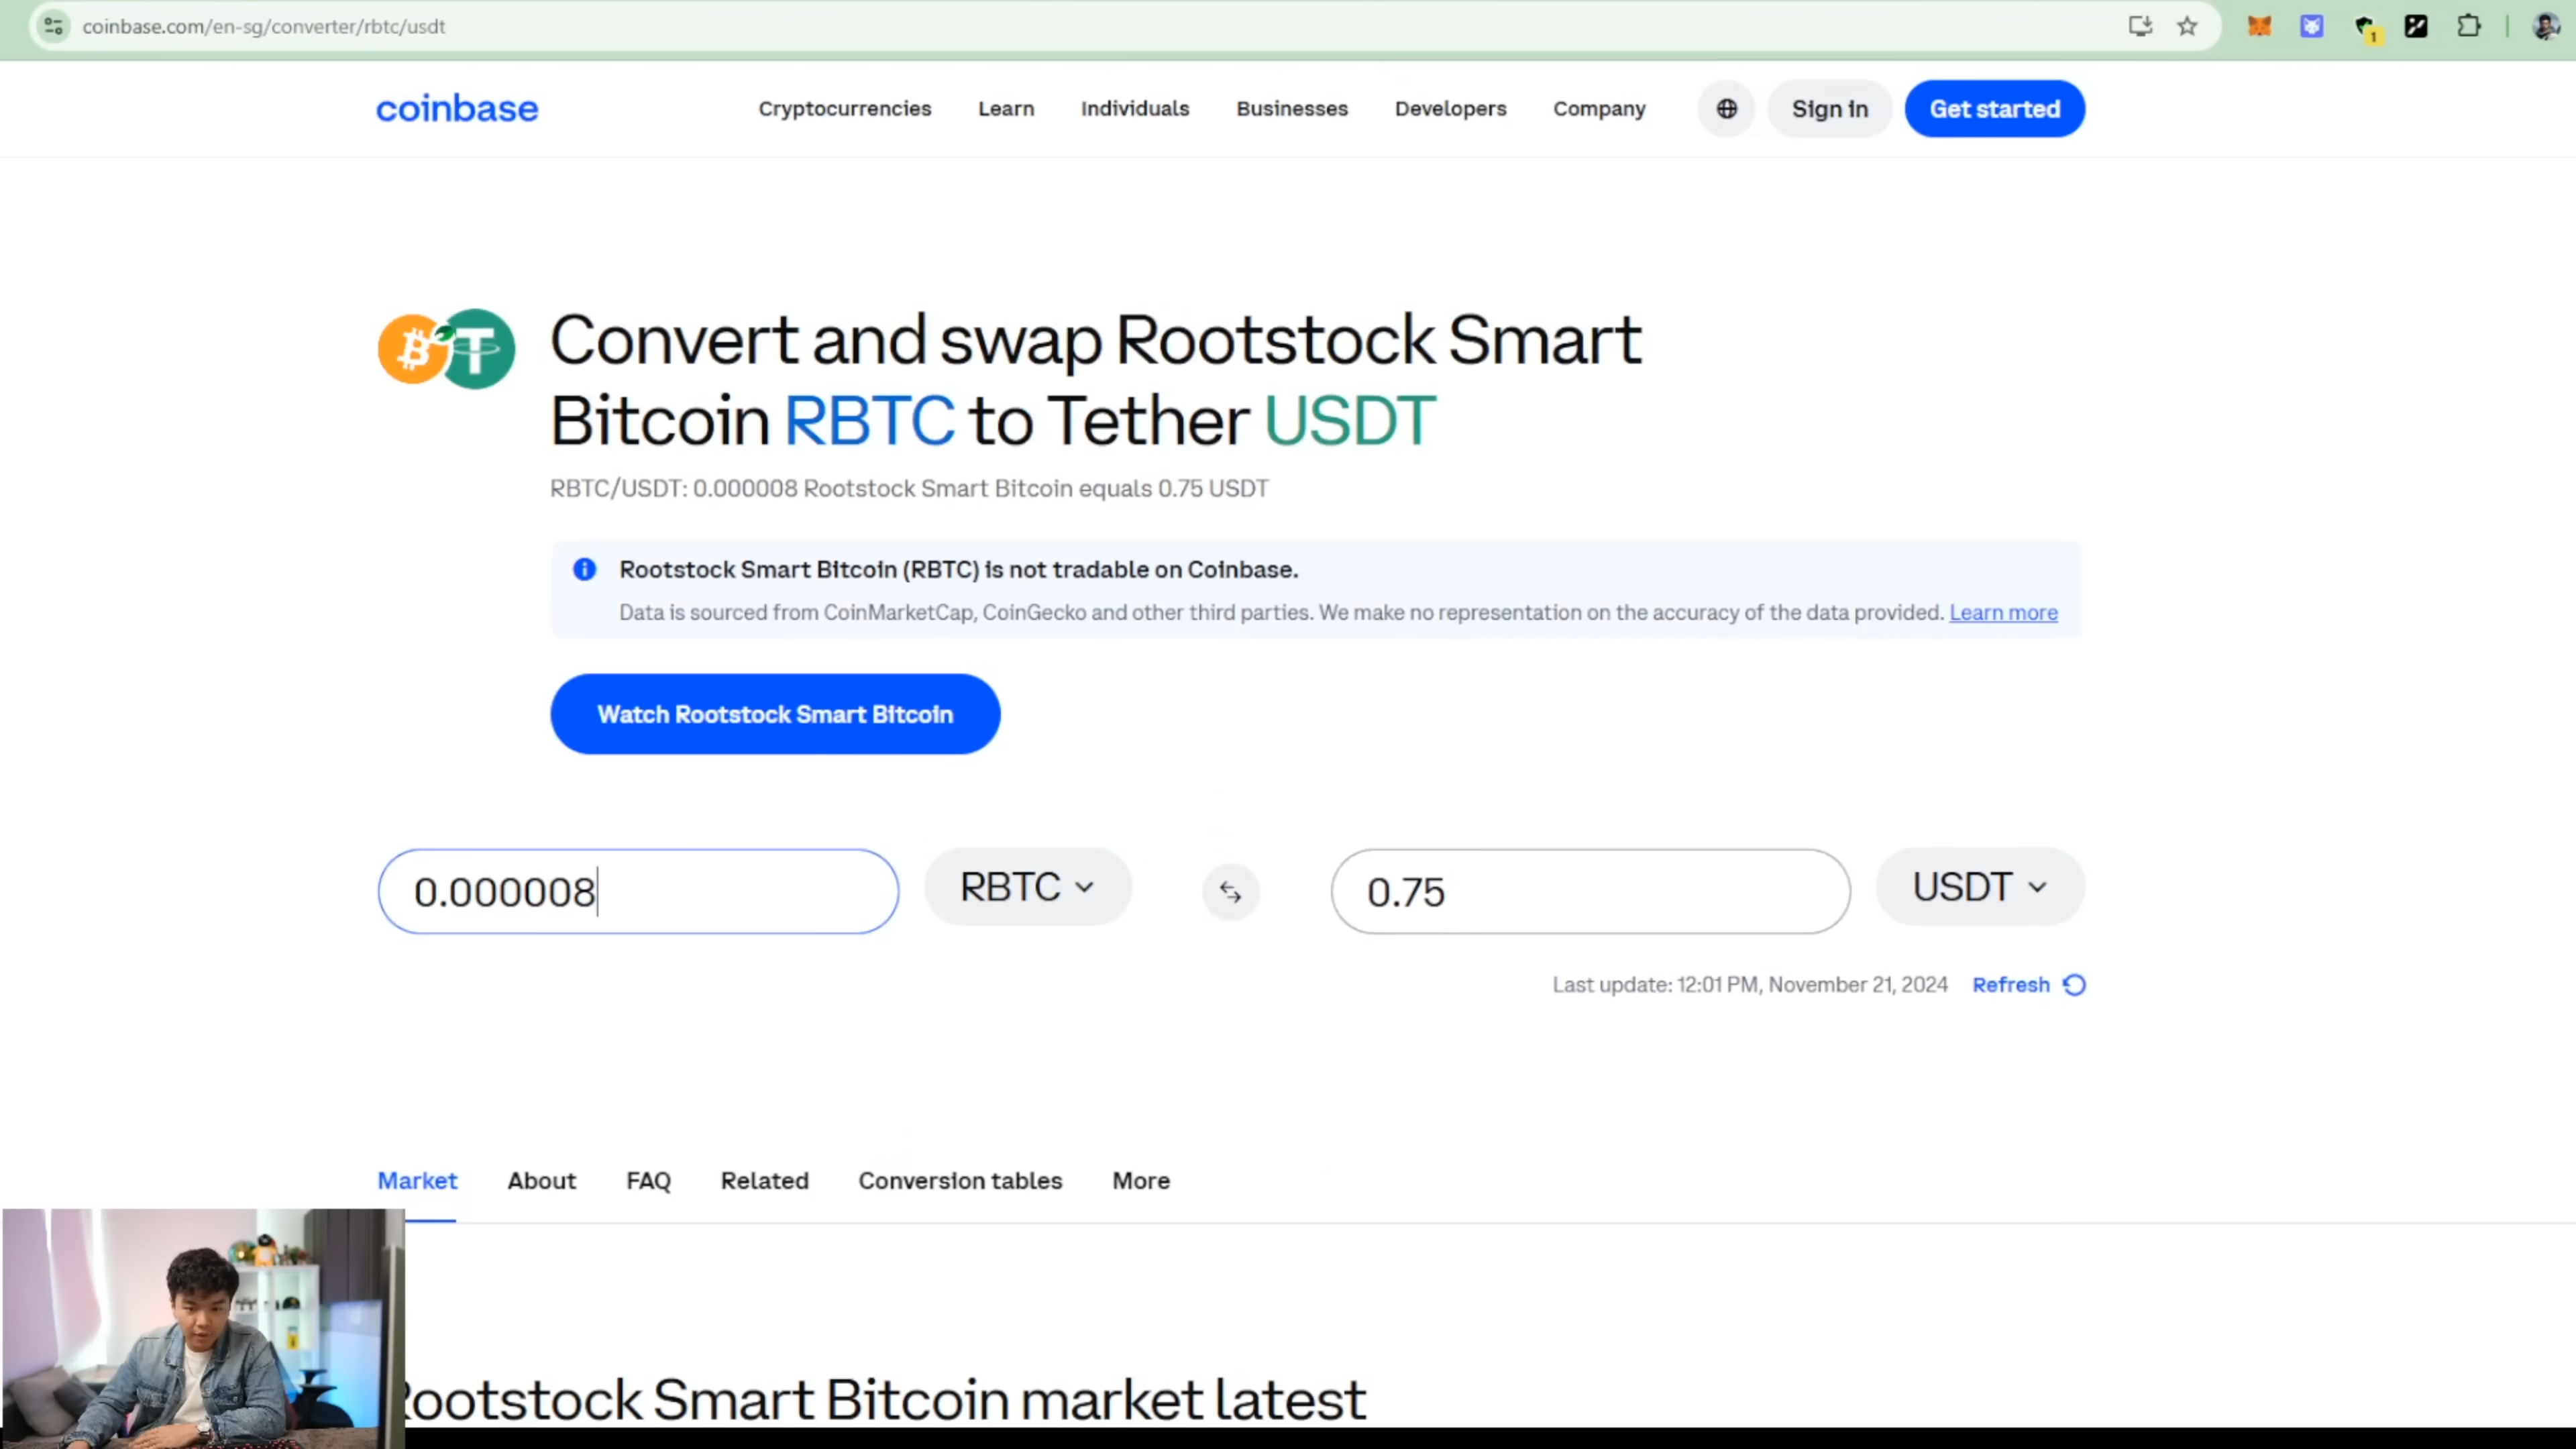 coinbase.com/en-sg/converter/rbtc/usdt
1
coinbase
Cryptocurrencies
Learn
Individuals
Businesses
Developers
Company
Sign in
Get started
Convert and swap Rootstock Smart
Bitcoin RBTC to Tether USDT
RBTC/USDT: 0.000008 Rootstock Smart Bitcoin equals 0.75 USDT
Rootstock Smart Bitcoin (RBTC) is not tradable on Coinbase.
Data is sourced from CoinMarketCap, CoinGecko and other third parties. We make no representation on the accuracy of the data provided. Learn more
Watch Rootstock Smart Bitcoin
0.000008
RBTC
0.75
USDT
Last update: 12:01 PM, November 21, 2024
Refresh
Market
About
FAQ
Related
Conversion tables
More
Rootstock Smart Bitcoin market latest